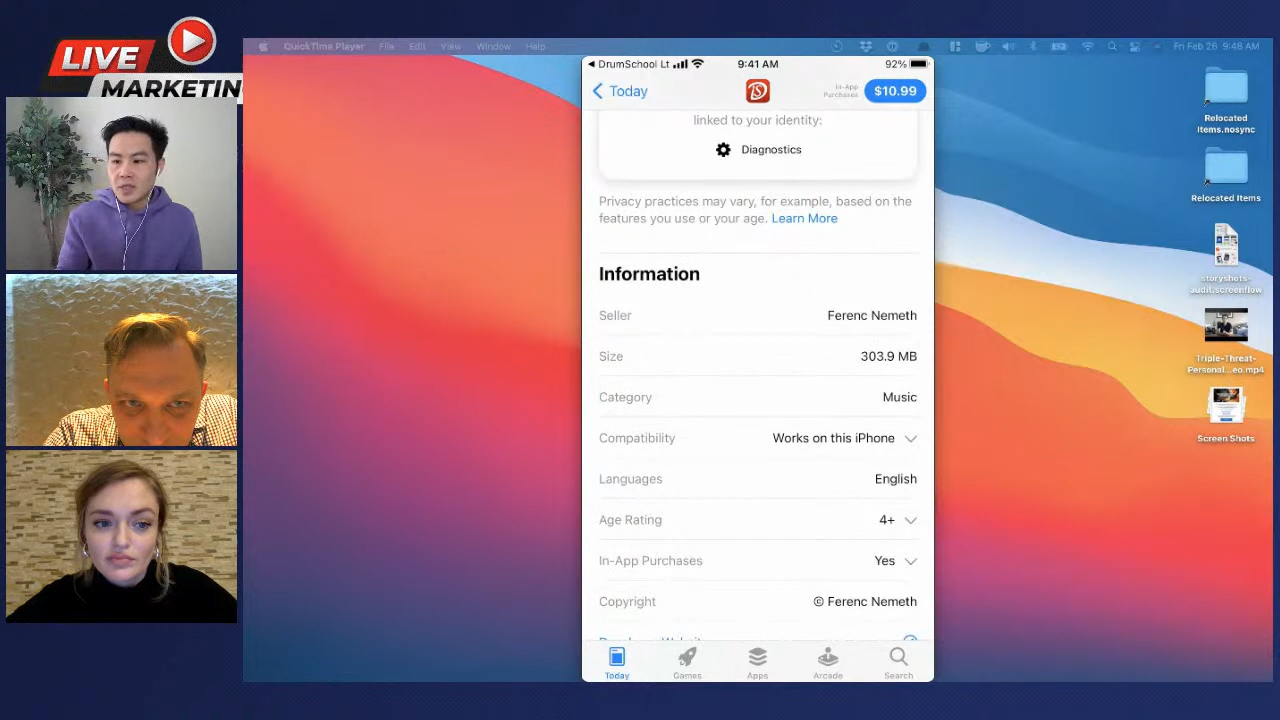 LIVE
MARKETIN
QuickTime Player File Edit View Window Help
Fri Feb 26 9:48 AM
DrumSchool Lt 9:41 AM 92%
Today
In-App
Purchases
$10.99
linked to your identity:
Diagnostics
Privacy practices may vary, for example, based on the
features you use or your age. Learn More
Information
Seller Ferenc Nemeth
Size 303.9 MB
Category Music
Compatibility Works on this iPhone
Languages English
Age Rating 4+
In-App Purchases Yes
Copyright © Ferenc Nemeth
Today Games Apps Arcade Search
Relocated
Items.nosync
Relocated Items
storyshots-
audit.screenflow
Triple-Threat-
Personal...eo.mp4
Screen Shots